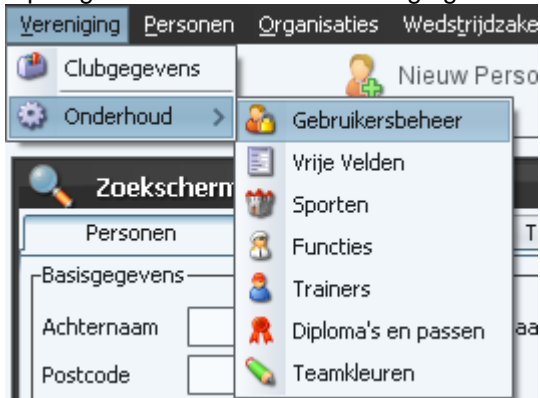 Vereniging Personen Organisaties Wedstrijdzake
Clubgegevens
Nieuw Perso
Onderhoud >
Gebruikersbeheer
Vrije Velden
Zoekscherm
Sporten
Personen
T
Functies
Basisgegevens
Trainers
Achternaam
aa
Diploma's en passen
Postcode
Teamkleuren